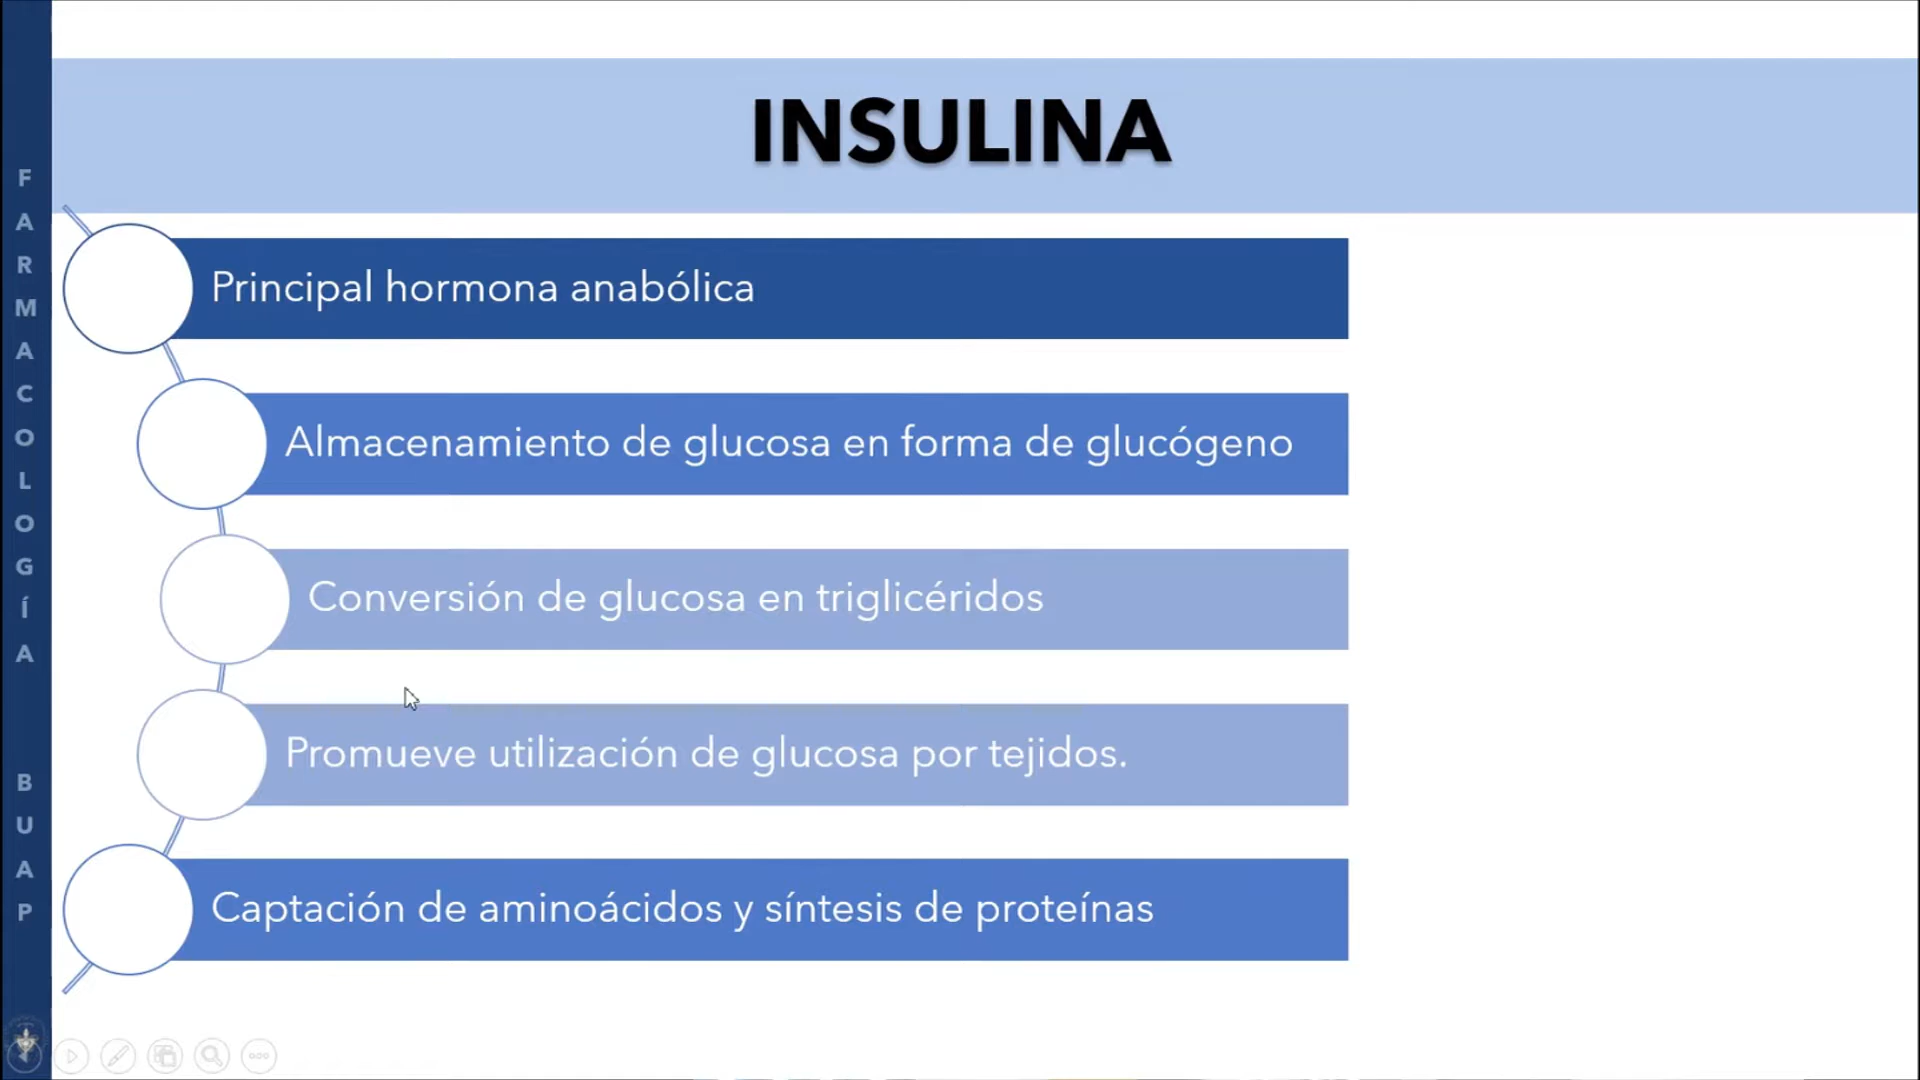 INSULINA
Principal hormona anabólica
Almacenamiento de glucosa en forma de glucógeno
Conversión de glucosa en triglicéridos
Promueve utilización de glucosa por tejidos.
Captación de aminoácidos y síntesis de proteínas
FARMACOLOGÍA BUAP